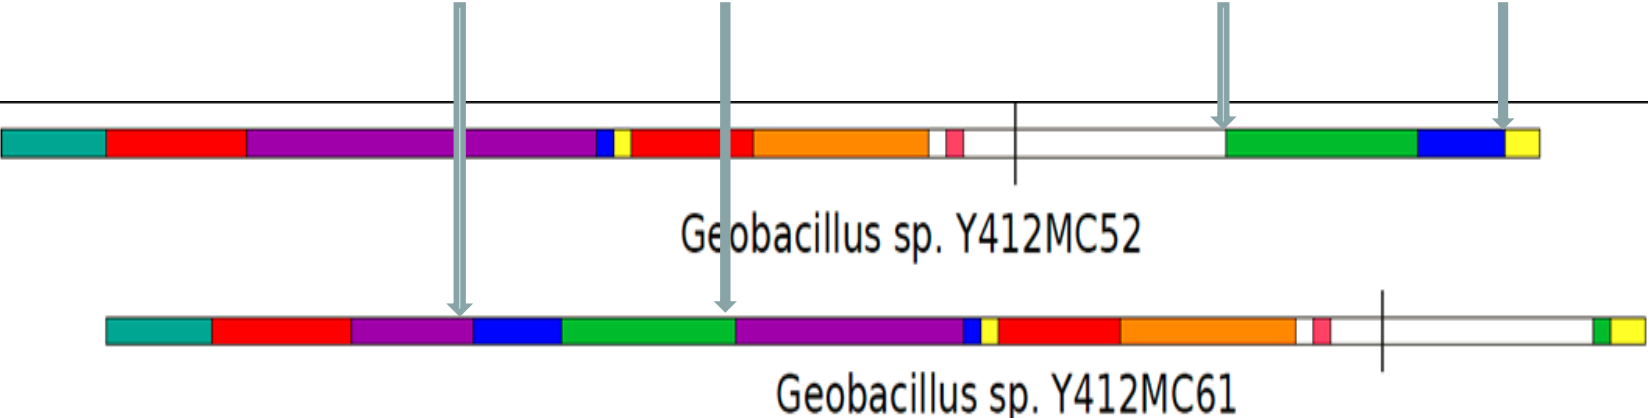 Geobacillus sp. Y412MC52
Geobacillus sp. Y412MC61